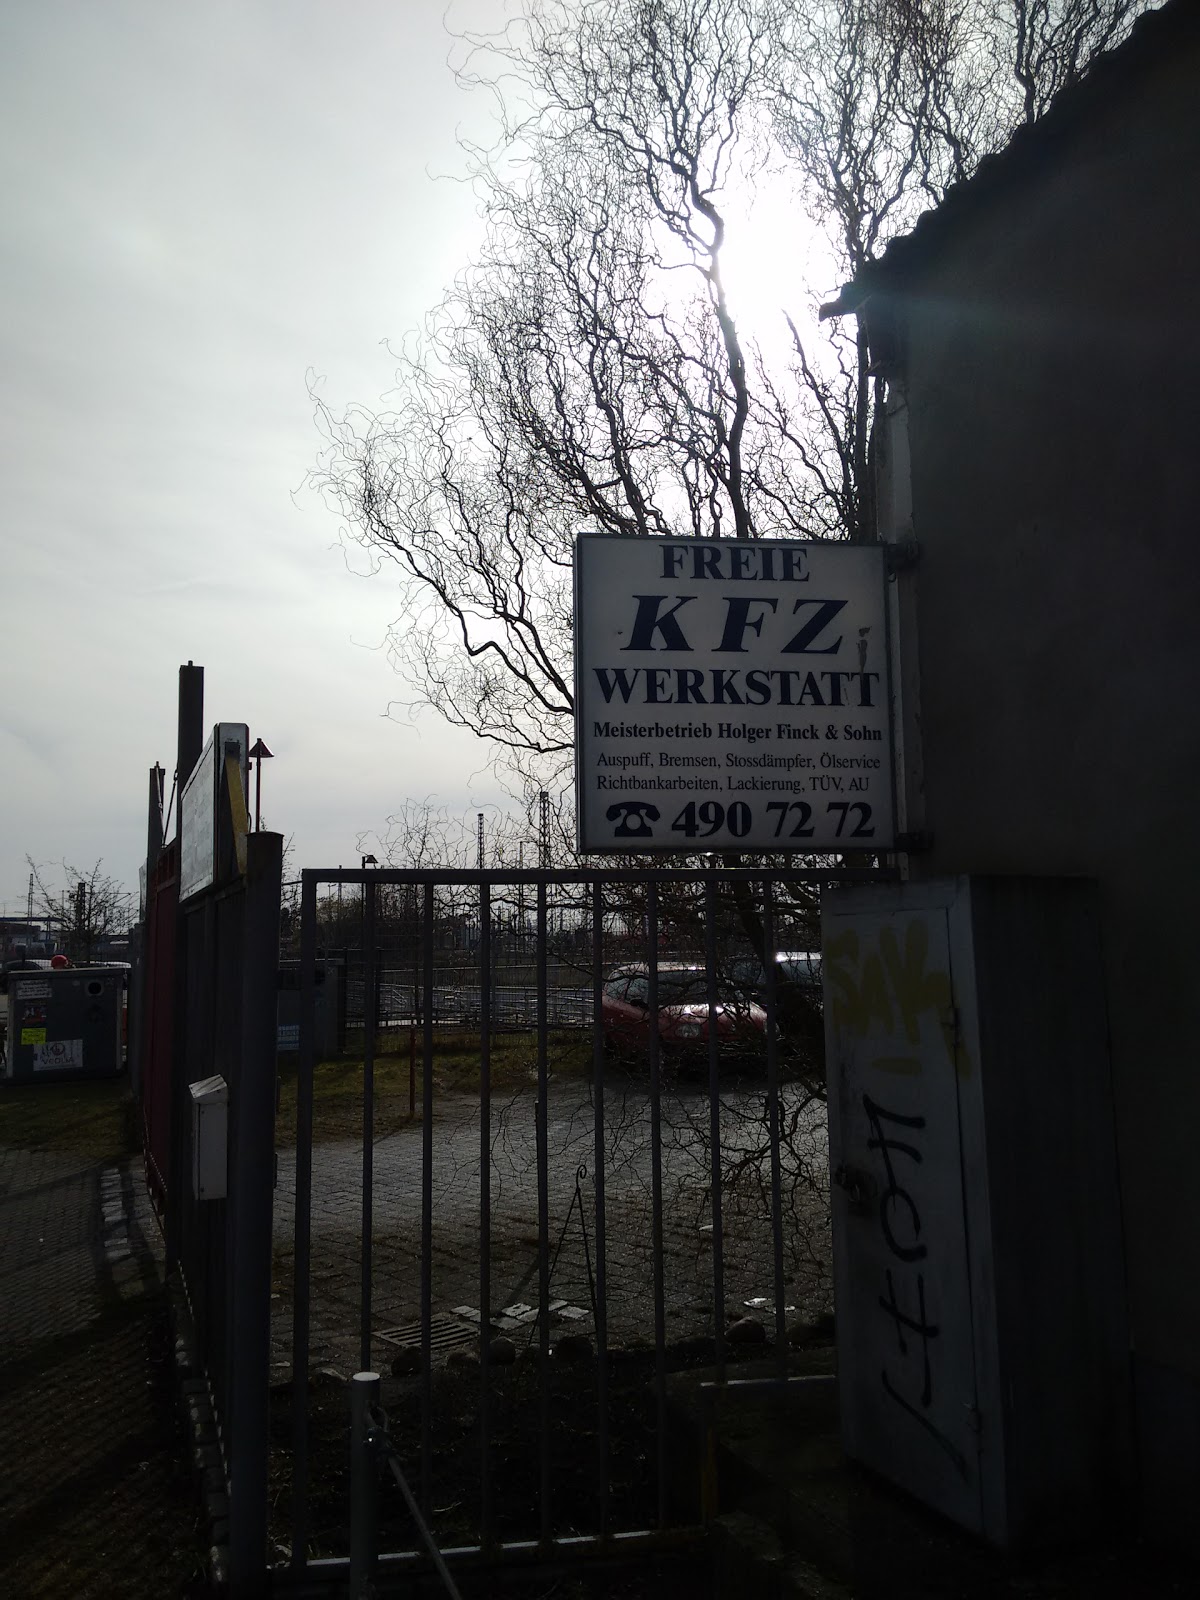 FREIE
KFZ
WERKSTATT
Meisterbetrieb Holger Finck & Sohn
Auspuff, Bremsen, Stossdämpfer, Ölservice
Richtbankarbeiten, Lackierung, TÜV, AU
490 72 72